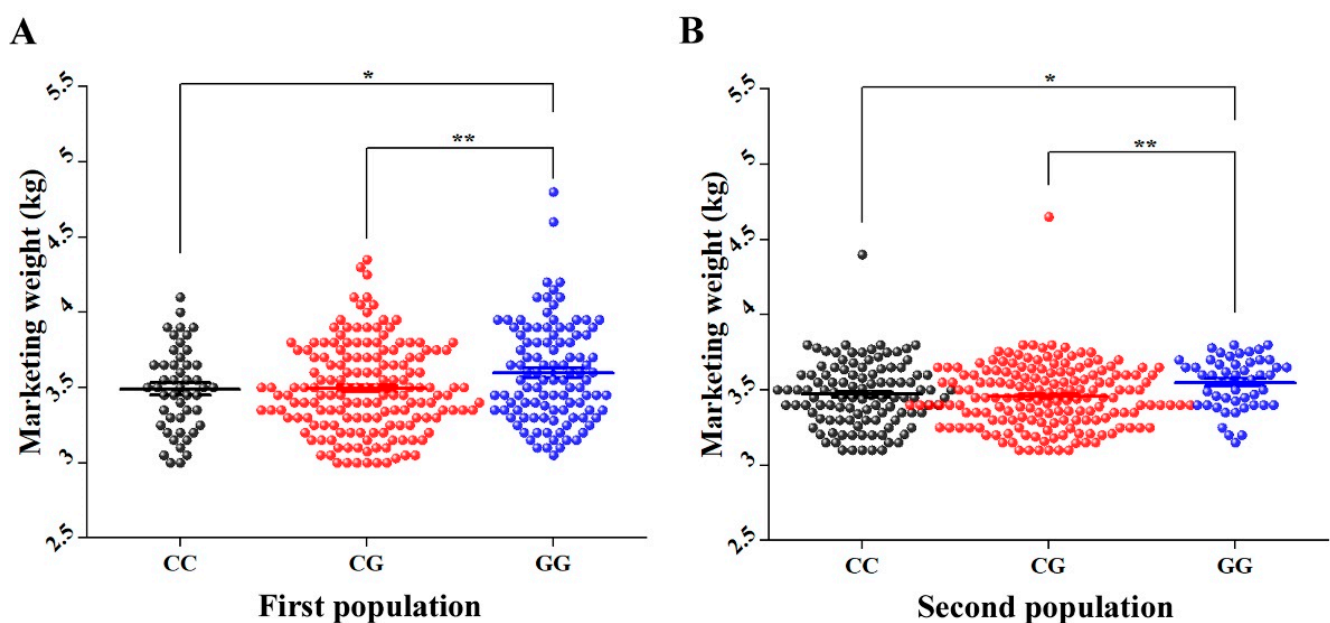 A
B
*
**
5.5
5
4.5
4
3.5
3
2.5
Marketing weight (kg)
CC CG GG
First population
*
**
5.5
5
4.5
4
3.5
3
2.5
Marketing weight (kg)
CC CG GG
Second population